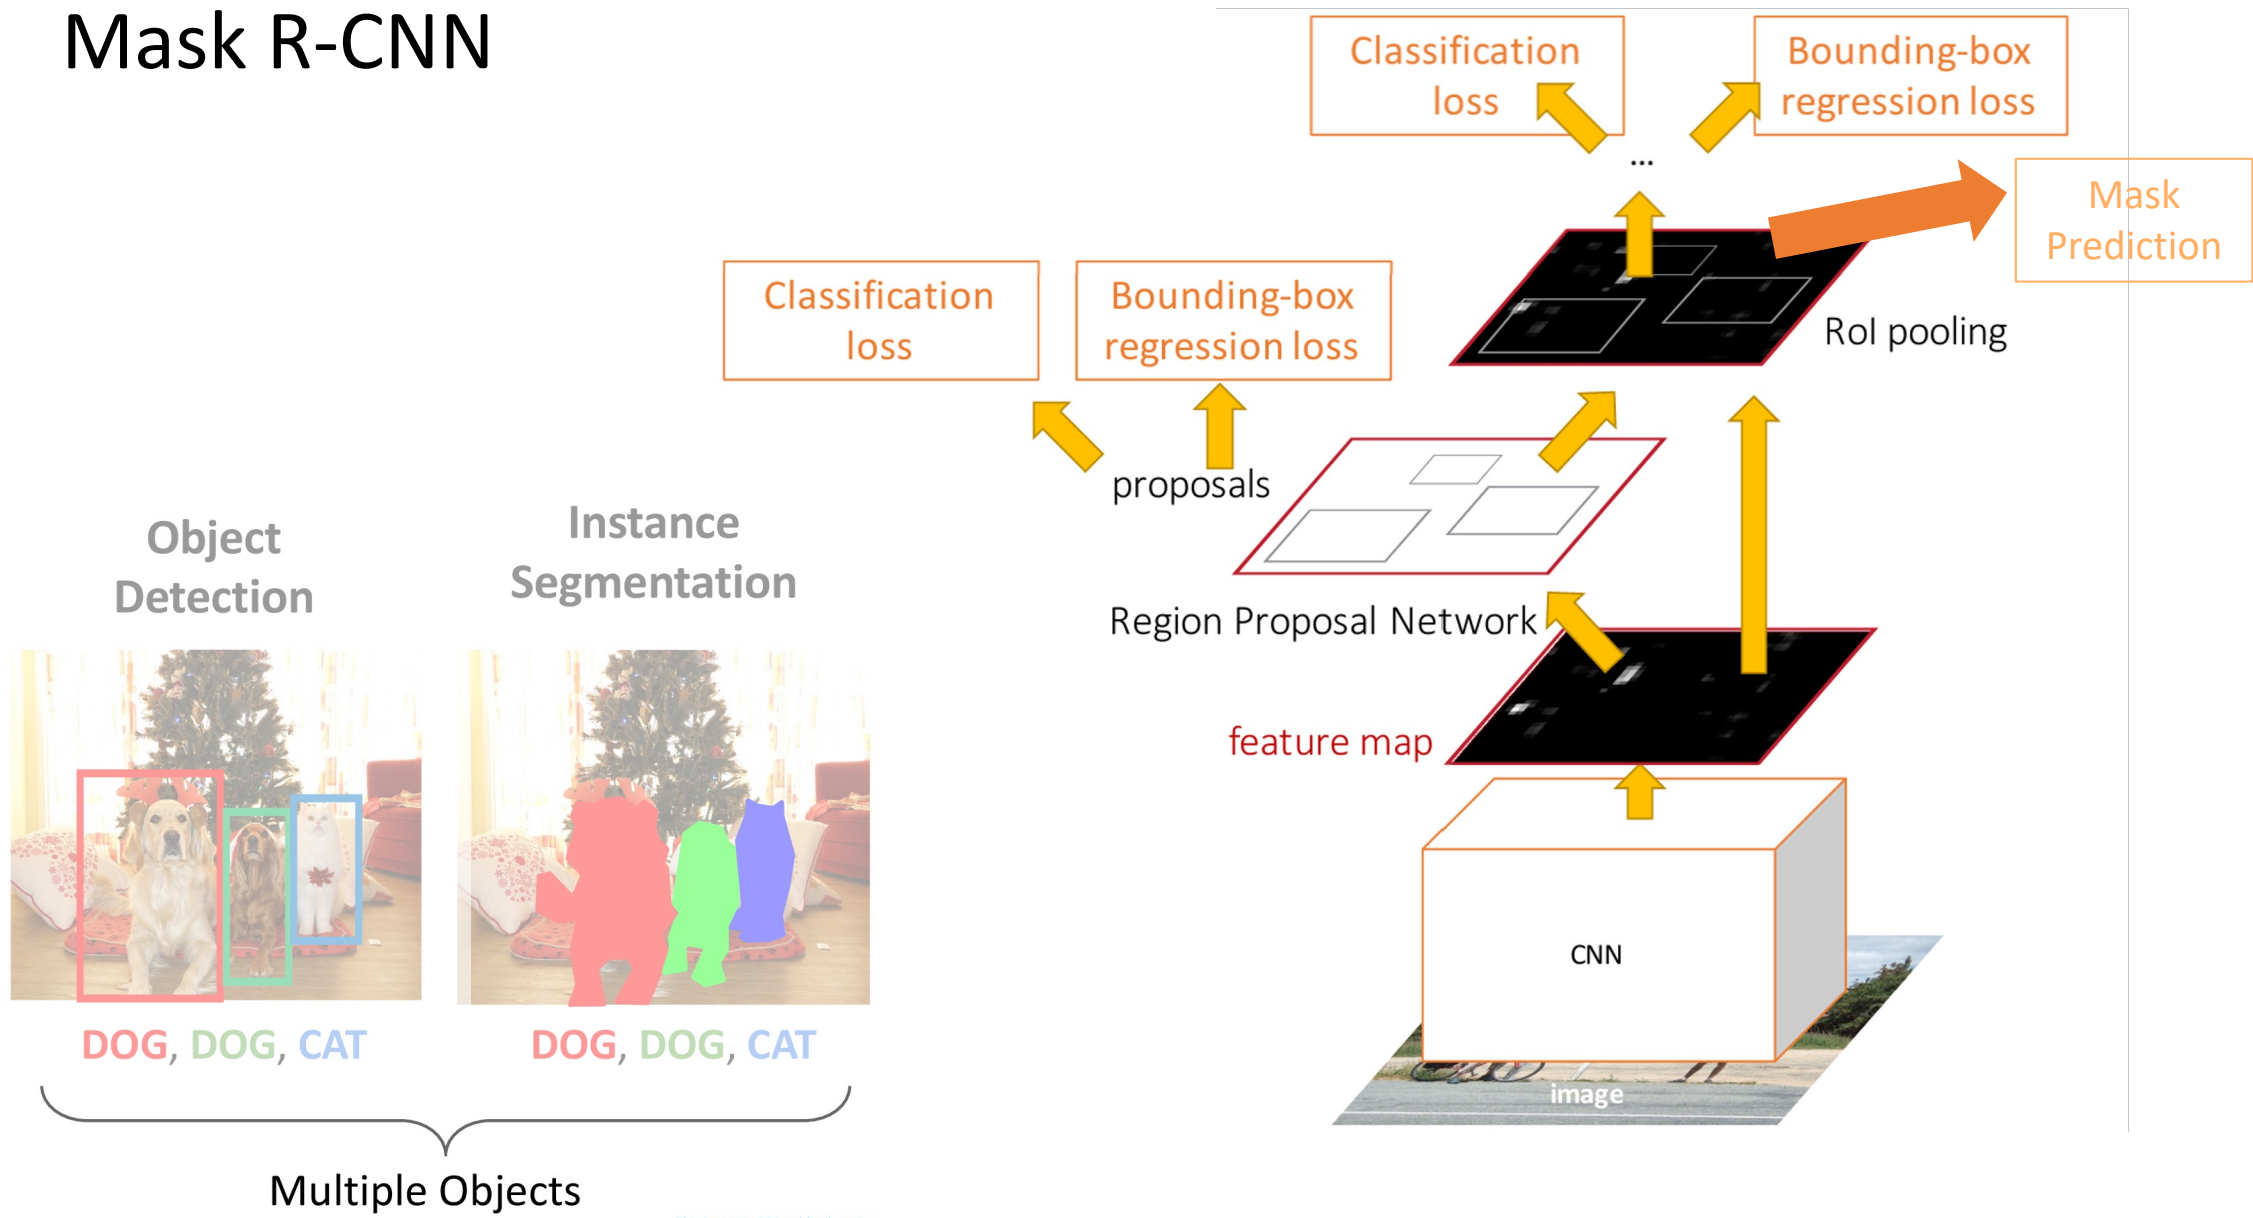 Mask R-CNN
Classification
loss
Bounding-box
regression loss
...
Mask
Prediction
RoI pooling
Classification
loss
Bounding-box
regression loss
proposals
Region Proposal Network
feature map
CNN
image
Object
Detection
Instance
Segmentation
DOG, DOG, CAT
DOG, DOG, CAT
Multiple Objects